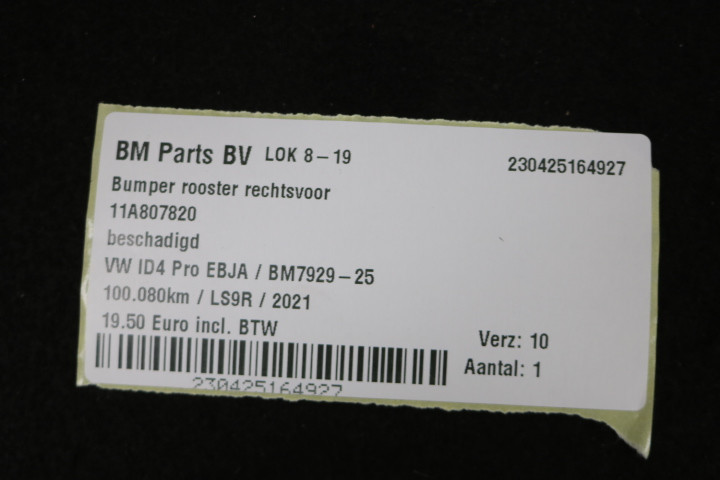 BM Parts BV LOK 8-19 230425164927
Bumper rooster rechtsvoor
11A807820
beschadigd
VW ID4 Pro EBJA / BM7929-25
100.080km / LS9R / 2021
19.50 Euro incl. BTW
Verz: 10
Aantal: 1
230425164927